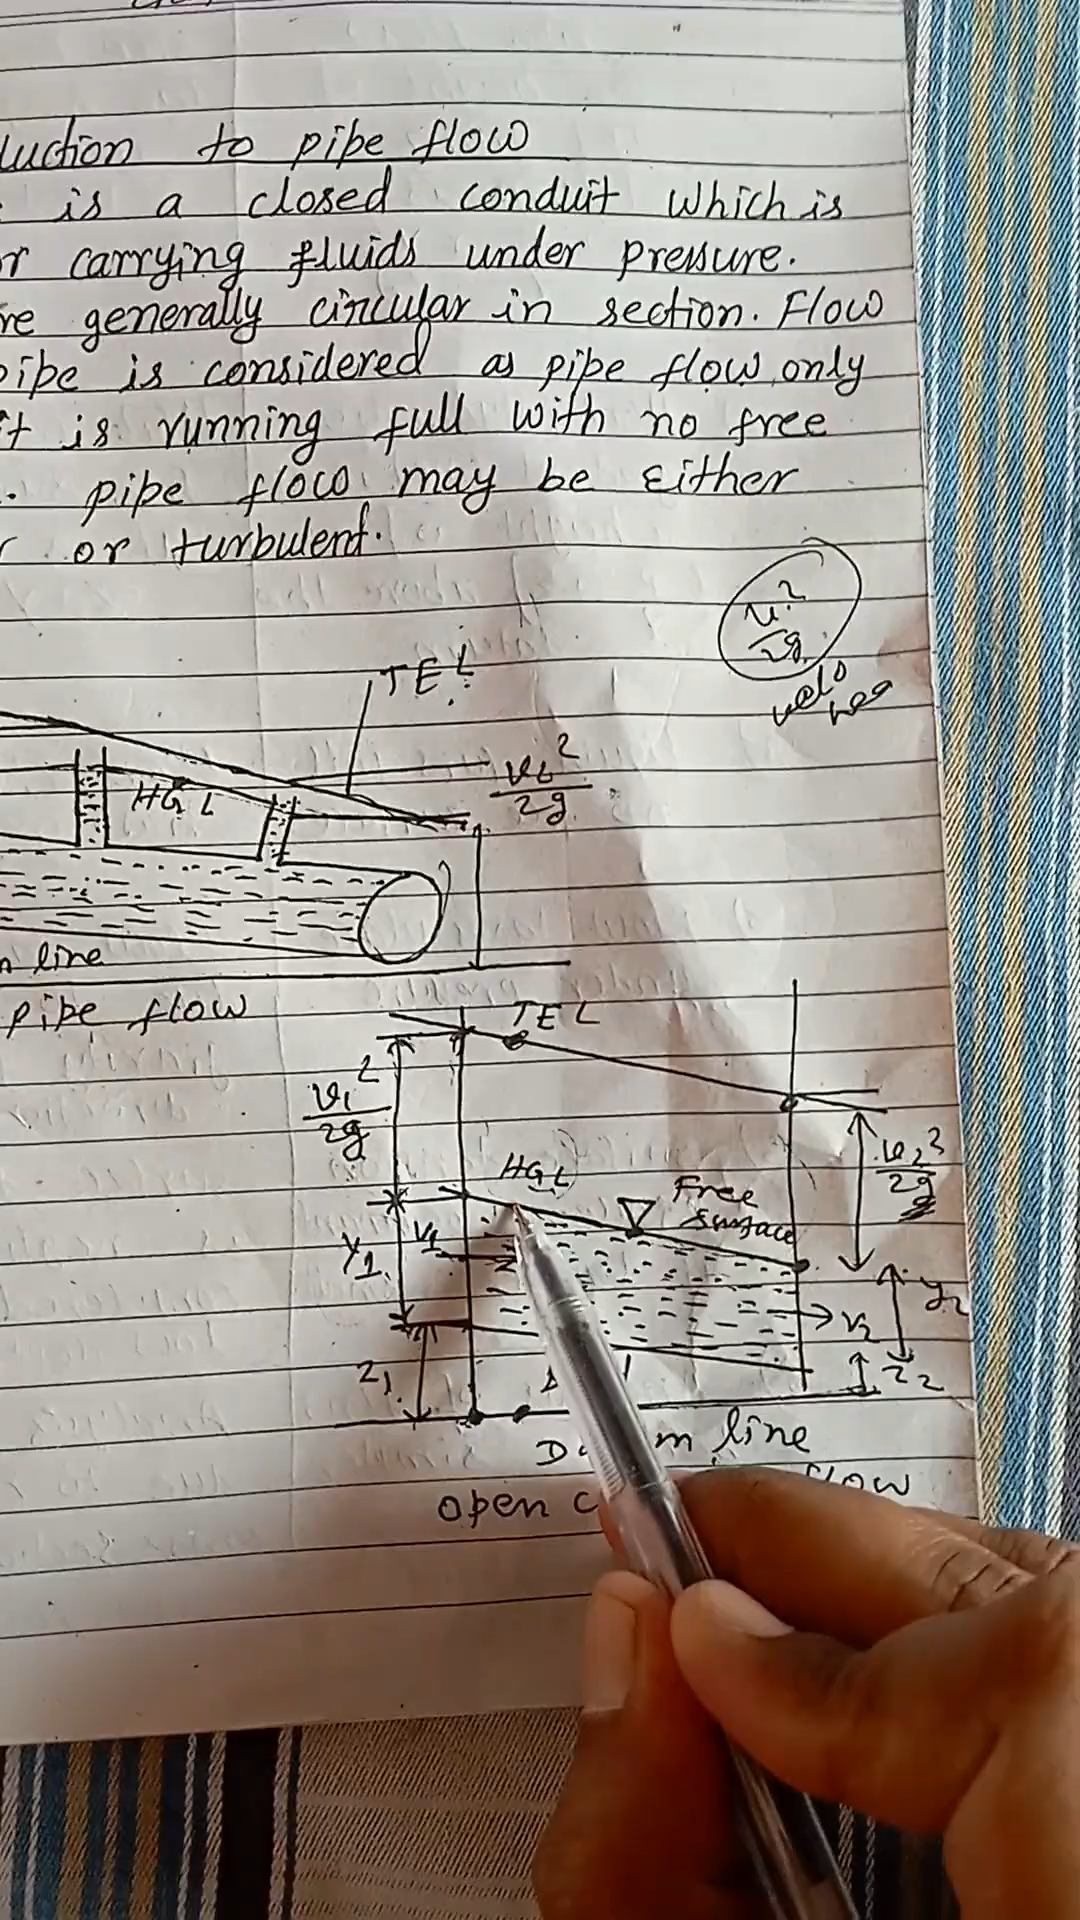 luction to pipe flow
is a closed conduit which is
or carrying fluids under pressure.
re generally circular in section. Flow
pipe is considered as pipe flow only
it is running full with no free
. pipe flow may be either
r or turbulent.
v²
2g
velo hea
TEL
HGL
v₂²
2g
n line
pipe flow
TEL
v₁²
2g
HGL
Free
surface
v₂²
2g
y₁
V₁
y₂
V₂
z₁
z₂
m line
open c
flow